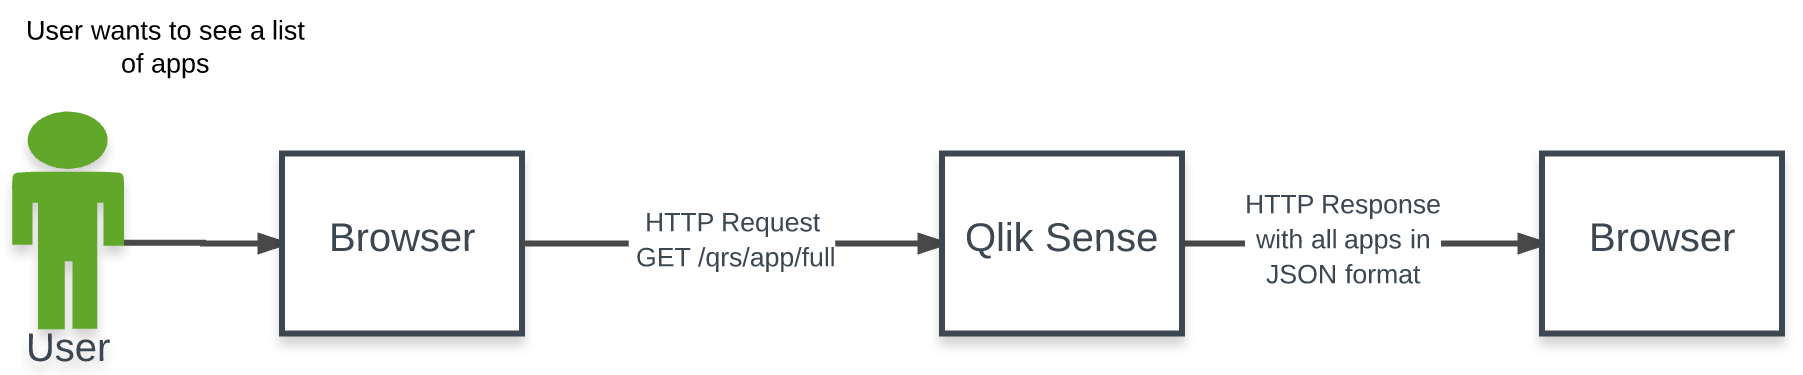 User wants to see a list
of apps
User
Browser
HTTP Request
GET /qrs/app/full
Qlik Sense
HTTP Response
with all apps in
JSON format
Browser